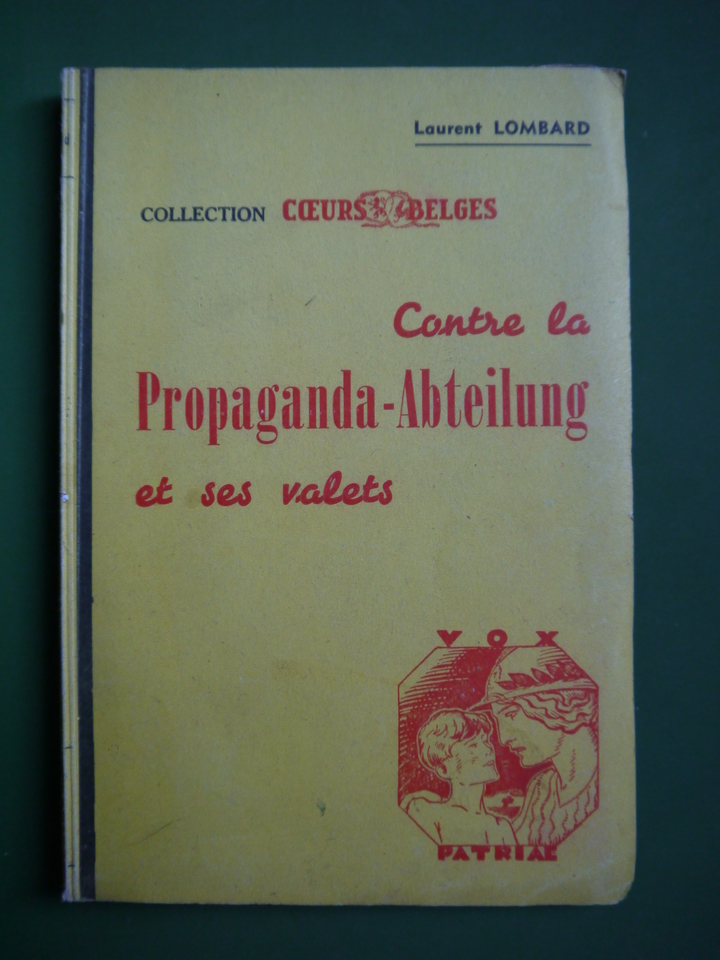 Laurent LOMBARD
COLLECTION CŒURS BELGES
Contre la
Propaganda-Abteilung
et ses valets
VOX
PATRIAE